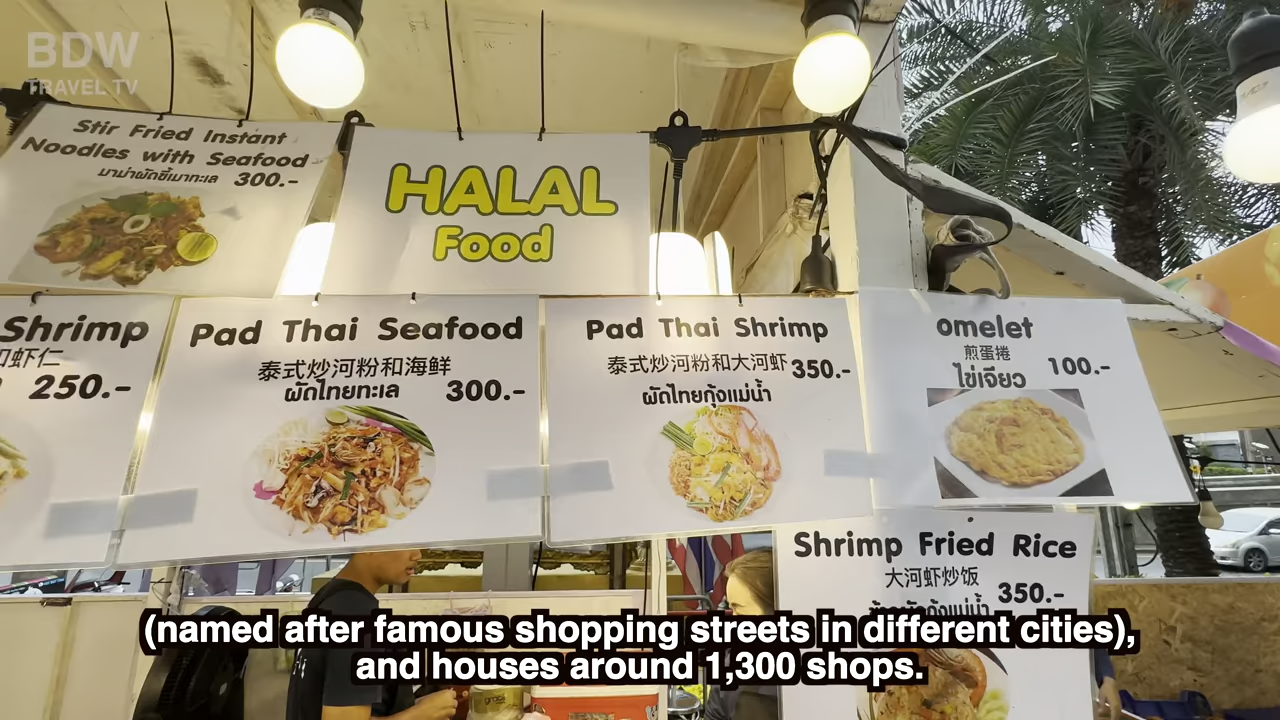 BDW
TRAVEL TV
Stir Fried Instant
Noodles with Seafood
มาม่าผัดขี้เมาทะเล 300.-
HALAL
Food
Shrimp
和虾仁
250.-
Pad Thai Seafood
泰式炒河粉和海鲜
ผัดไทยทะเล 300.-
Pad Thai Shrimp
泰式炒河粉和大河虾 350.-
ผัดไทยกุ้งแม่น้ำ
omelet
煎蛋捲
ไข่เจียว 100.-
Shrimp Fried Rice
大河虾炒饭
350.-
(named after famous shopping streets in different cities),
and houses around 1,300 shops.